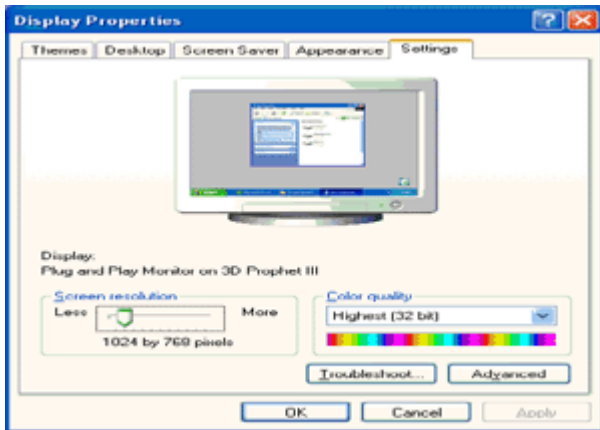 Display Properties
Themes Desktop Screen Saver Appearance Settings
Display:
Plug and Play Monitor on 3D Prophet III
Screen resolution
Less More
1024 by 768 pixels
Color quality
Highest (32 bit)
Troubleshoot... Advanced
OK Cancel Apply